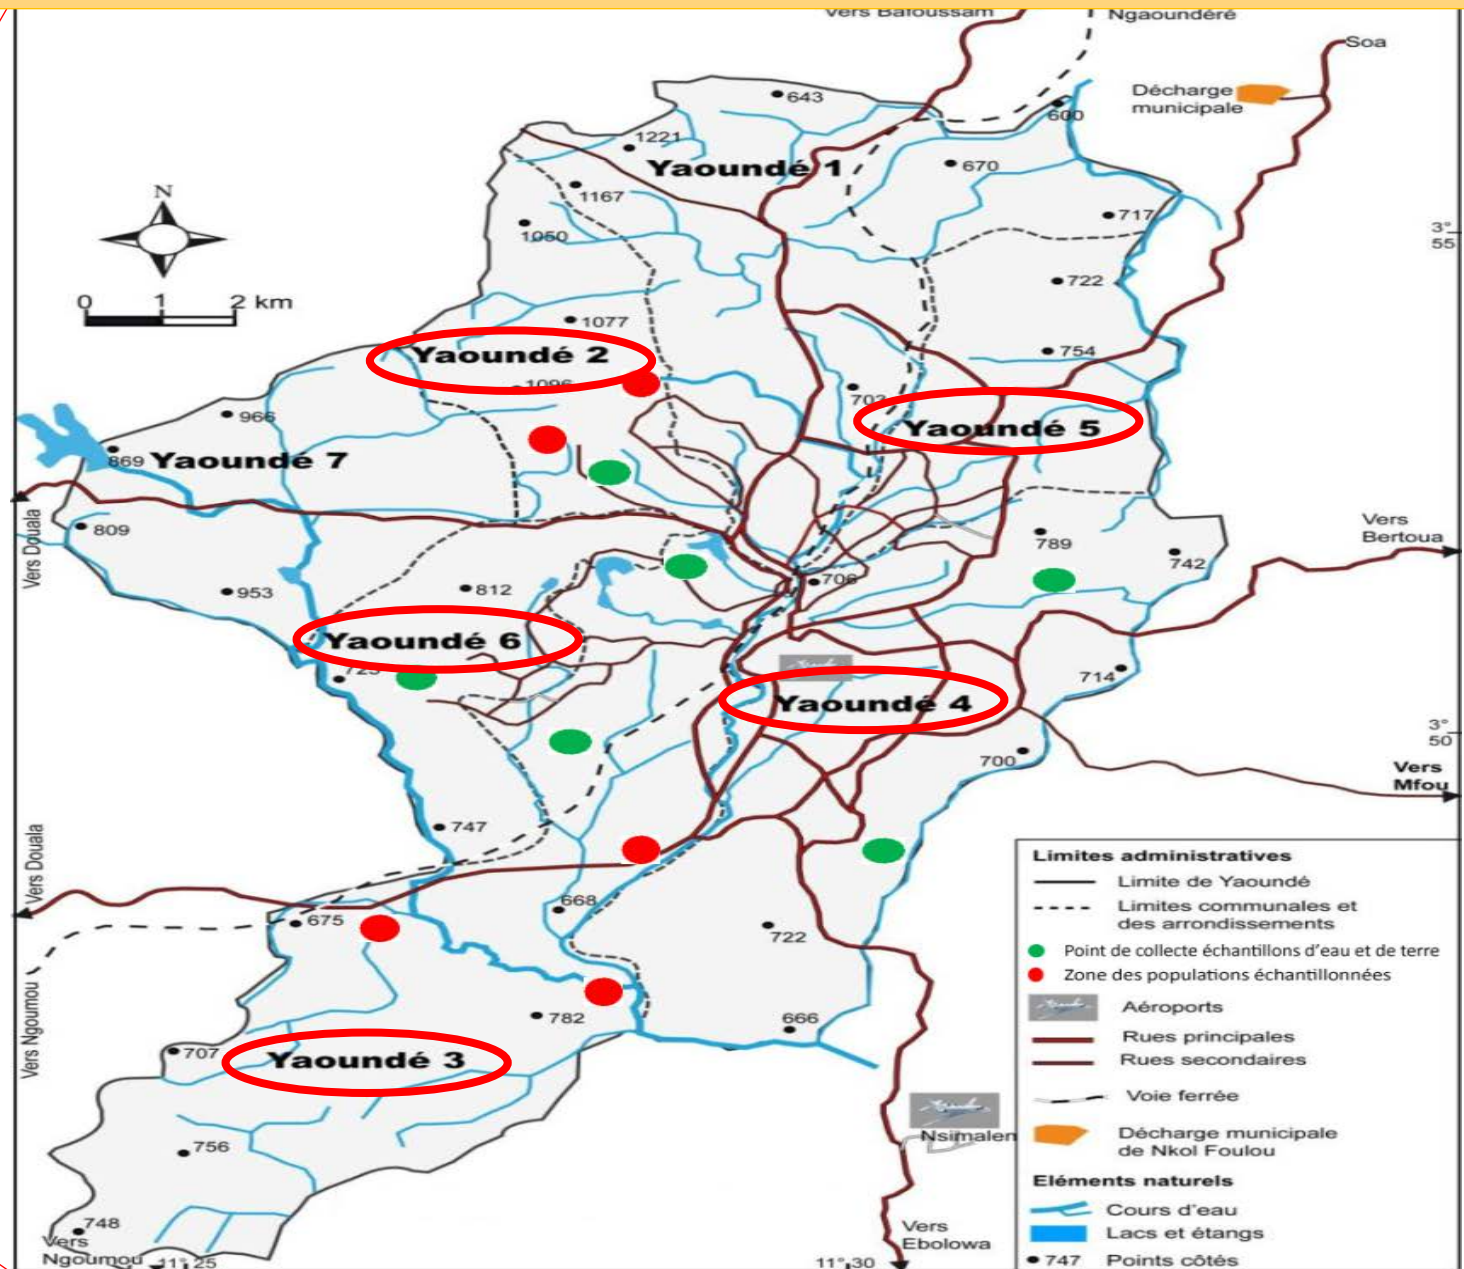 Vers Bafoussam
Ngaoundéré
Soa
Décharge
municipale
643
600
1221
Yaoundé 1
670
1167
717
N
1050
3°
55
722
0 1 2 km
1077
754
Yaoundé 2
1096
702
966
Yaoundé 5
869
Yaoundé 7
Vers Douala
809
Vers
Bertoua
789
742
706
953
812
Yaoundé 6
714
Yaoundé 4
3°
50
700
Vers
Mfou
747
Vers Douala
668
675
722
782
666
Vers Ngoumou
707
Yaoundé 3
Nsimalen
756
748
Vers
Ngoumou
11° 25
11° 30
Vers
Ebolowa
Limites administratives
Limite de Yaoundé
Limites communales et
des arrondissements
Point de collecte échantillons d'eau et de terre
Zone des populations échantillonnées
Aéroports
Rues principales
Rues secondaires
Voie ferrée
Décharge municipale
de Nkol Foulou
Eléments naturels
Cours d'eau
Lacs et étangs
747 Points côtés